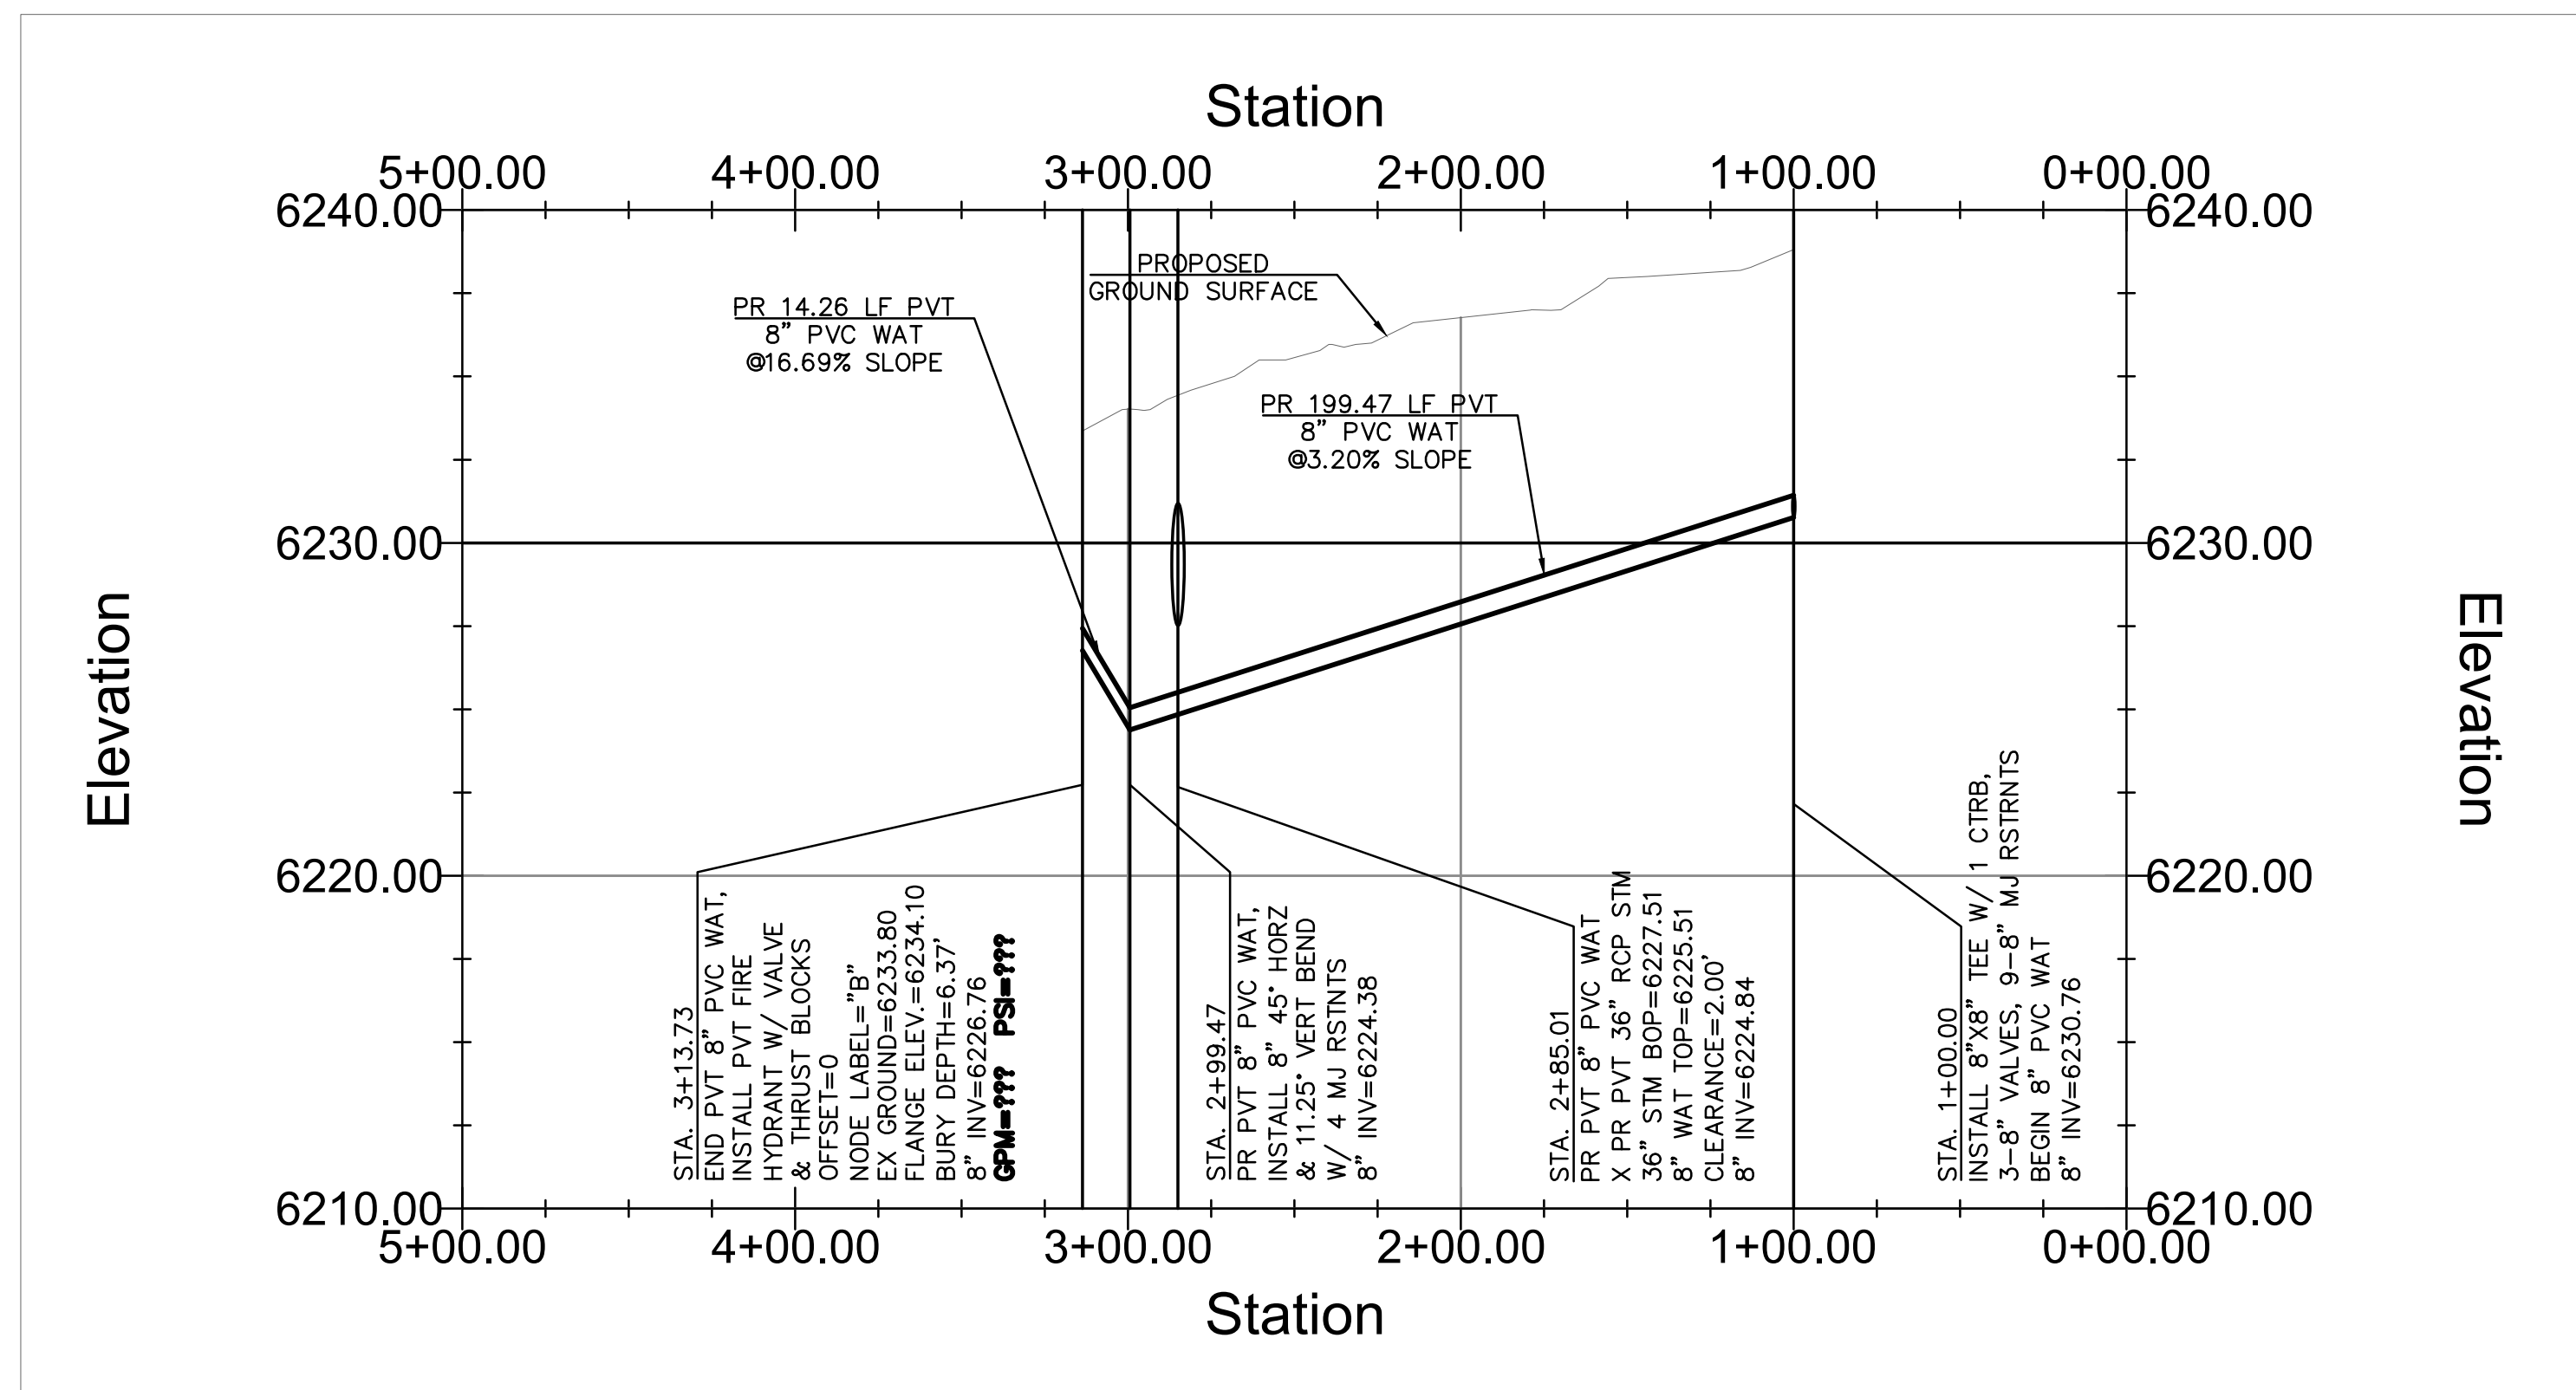 Station
5+00.00 4+00.00 3+00.00 2+00.00 1+00.00 0+00.00
6240.00 6240.00
PROPOSED
GROUND SURFACE
PR 14.26 LF PVT
8” PVC WAT
@16.69% SLOPE
PR 199.47 LF PVT
8” PVC WAT
@3.20% SLOPE
6230.00 6230.00
Elevation
Elevation
6220.00 6220.00
STA. 3+13.73
END PVT 8” PVC WAT,
INSTALL PVT FIRE
HYDRANT W/ VALVE
& THRUST BLOCKS
OFFSET=0
NODE LABEL=”B”
EX GROUND=6233.80
FLANGE ELEV.=6234.10
BURY DEPTH=6.37’
8” INV=6226.76
GPM=??? PSI=???
STA. 2+99.47
PR PVT 8” PVC WAT,
INSTALL 8” 45° HORZ
& 11.25° VERT BEND
W/ 4 MJ RSTNTS
8” INV=6224.38
STA. 2+85.01
PR PVT 8” PVC WAT
X PR PVT 36” RCP STM
36” STM BOP=6227.51
8” WAT TOP=6225.51
CLEARANCE=2.00’
8” INV=6224.84
STA. 1+00.00
INSTALL 8”X8” TEE W/ 1 CTRB,
3-8” VALVES, 9-8” MJ RSTRNTS
BEGIN 8” PVC WAT
8” INV=6230.76
6210.00 6210.00
5+00.00 4+00.00 3+00.00 2+00.00 1+00.00 0+00.00
Station